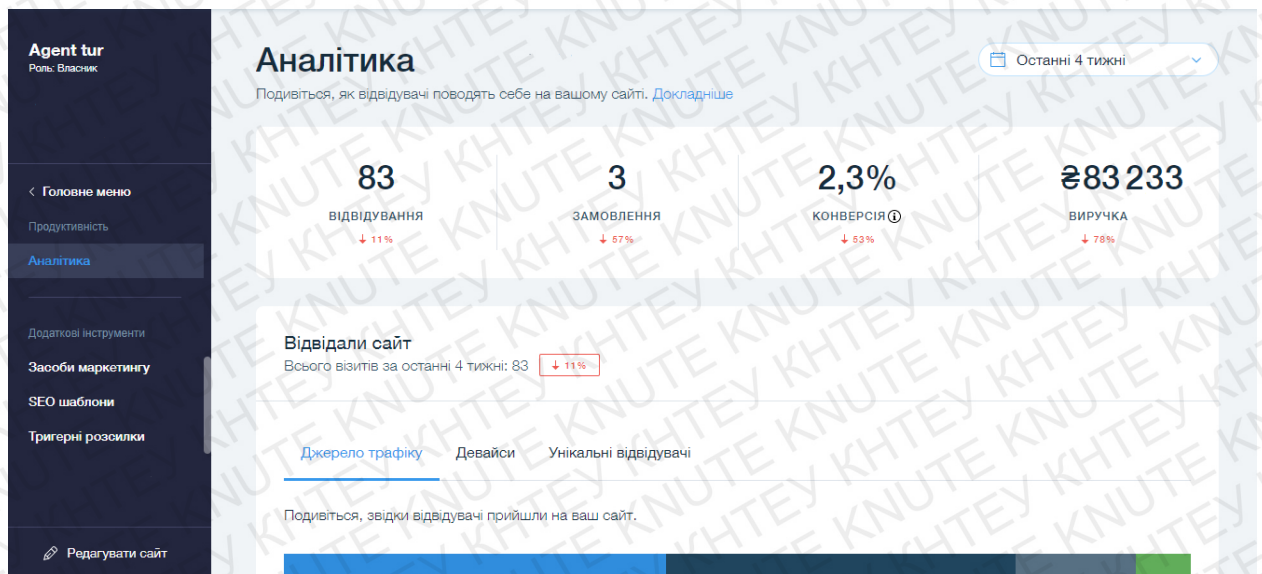 Agent tur
Роль: Власник
< Головне меню
Продуктивність
Аналітика
Додаткові інструменти
Засоби маркетингу
SEO шаблони
Тригерні розсилки
Редагувати сайт
Аналітика
Останні 4 тижні
Подивіться, як відвідувачі поводять себе на вашому сайті. Докладніше
83 3 2,3% ₴83 233
ВІДВІДУВАННЯ ЗАМОВЛЕННЯ КОНВЕРСІЯ ВИРУЧКА
↓ 11% ↓ 57% ↓ 53% ↓ 78%
Відвідали сайт
Всього візитів за останні 4 тижні: 83 ↓ 11%
Джерело трафіку Девайси Унікальні відвідувачі
Подивіться, звідки відвідувачі прийшли на ваш сайт.
KHTEY KNUTE